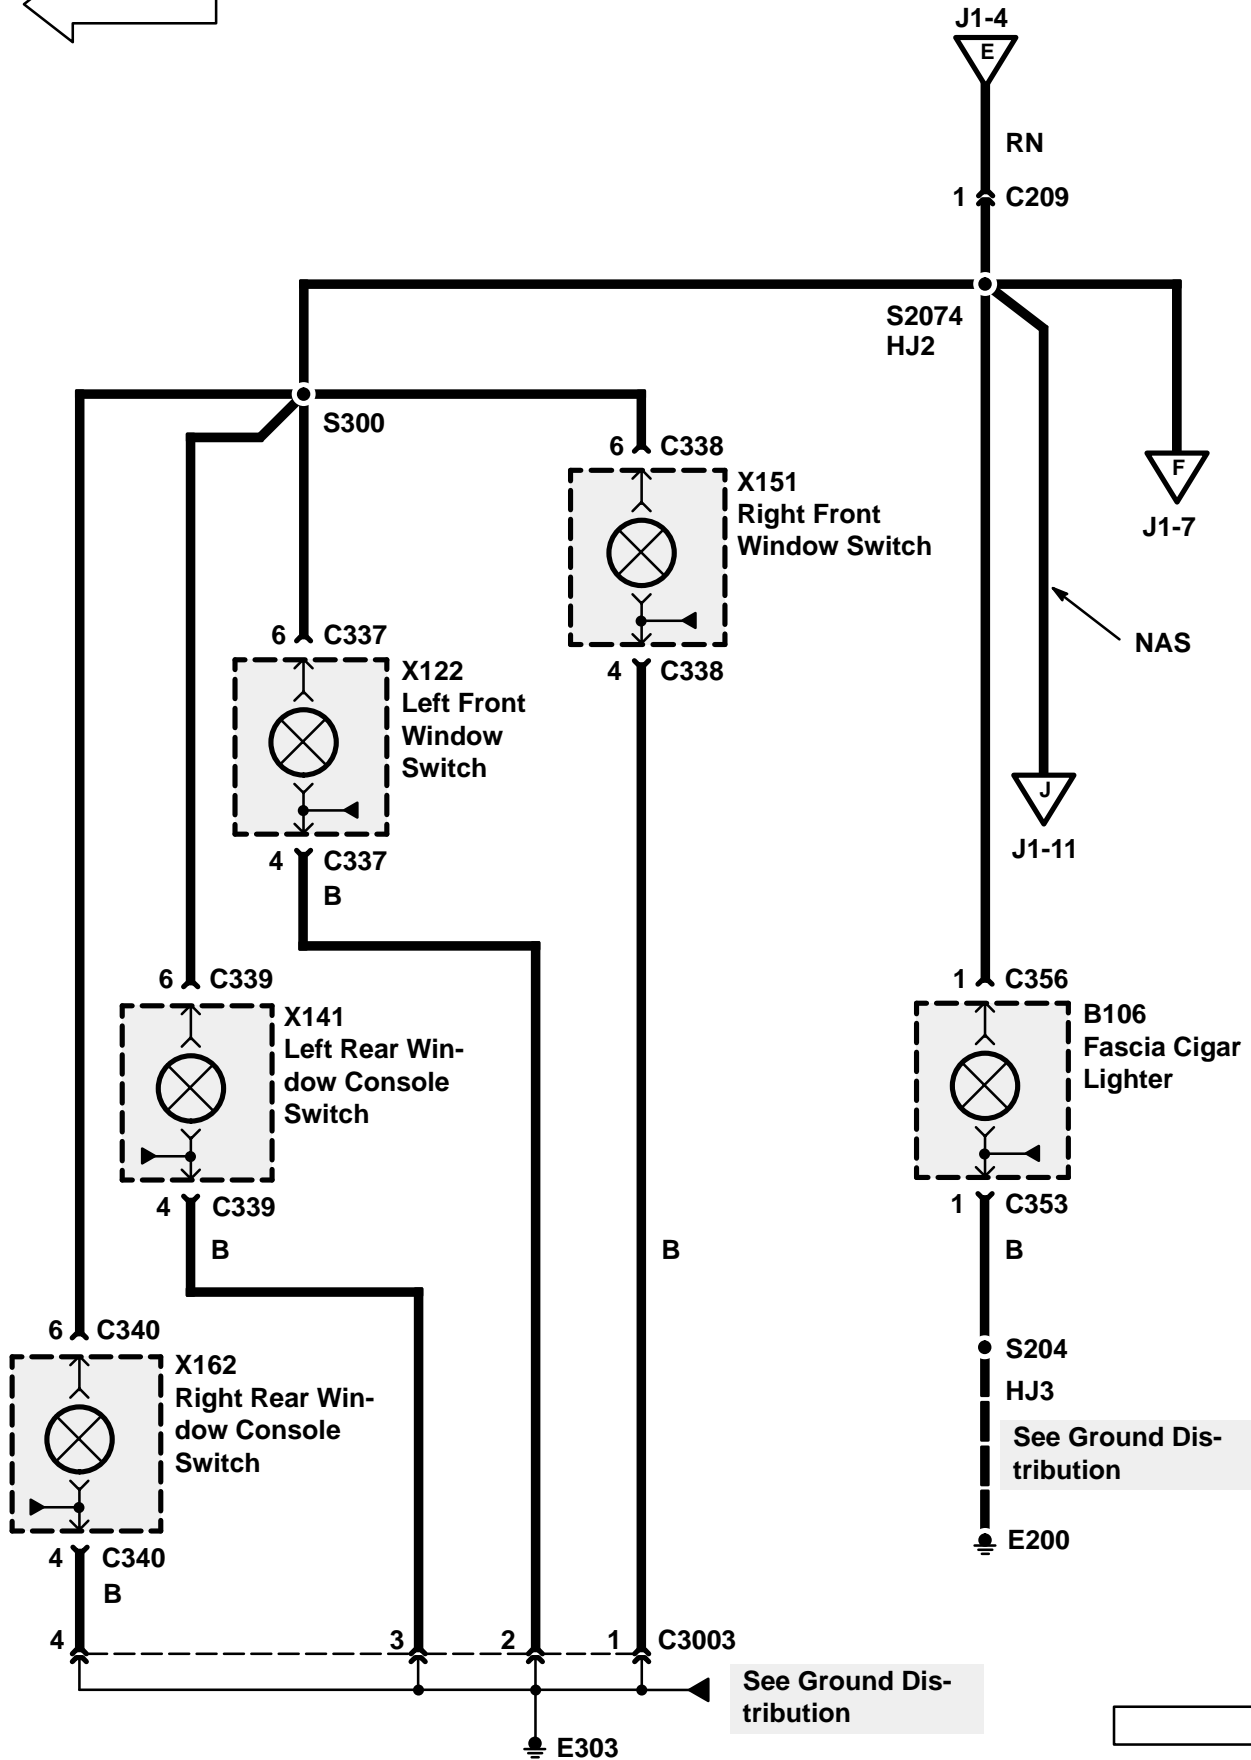 J1-4
E
RN
1 C209
S2074
HJ2
S300
6 C338
X151
Right Front
Window Switch
F
J1-7
6 C337
4 C338
NAS
X122
Left Front
Window
Switch
J
J1-11
4 C337
B
6 C339
1 C356
X141
Left Rear Win-
dow Console
Switch
B106
Fascia Cigar
Lighter
4 C339
1 C353
B
B
B
6 C340
S204
X162
Right Rear Win-
dow Console
Switch
HJ3
See Ground Dis-
tribution
E200
4 C340
B
4
3
2
1 C3003
See Ground Dis-
tribution
E303